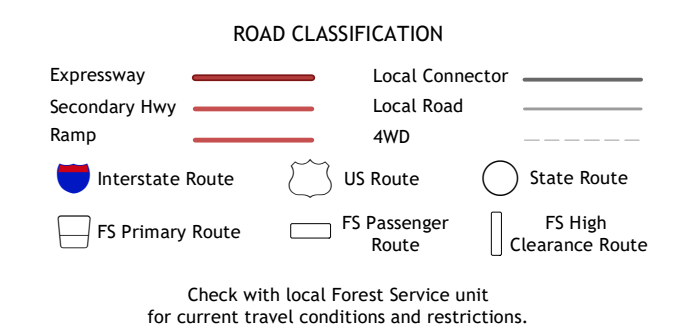 ROAD CLASSIFICATION
Expressway
Local Connector
Secondary Hwy
Local Road
Ramp
4WD
Interstate Route
US Route
State Route
FS Primary Route
FS Passenger
Route
FS High
Clearance Route
Check with local Forest Service unit
for current travel conditions and restrictions.